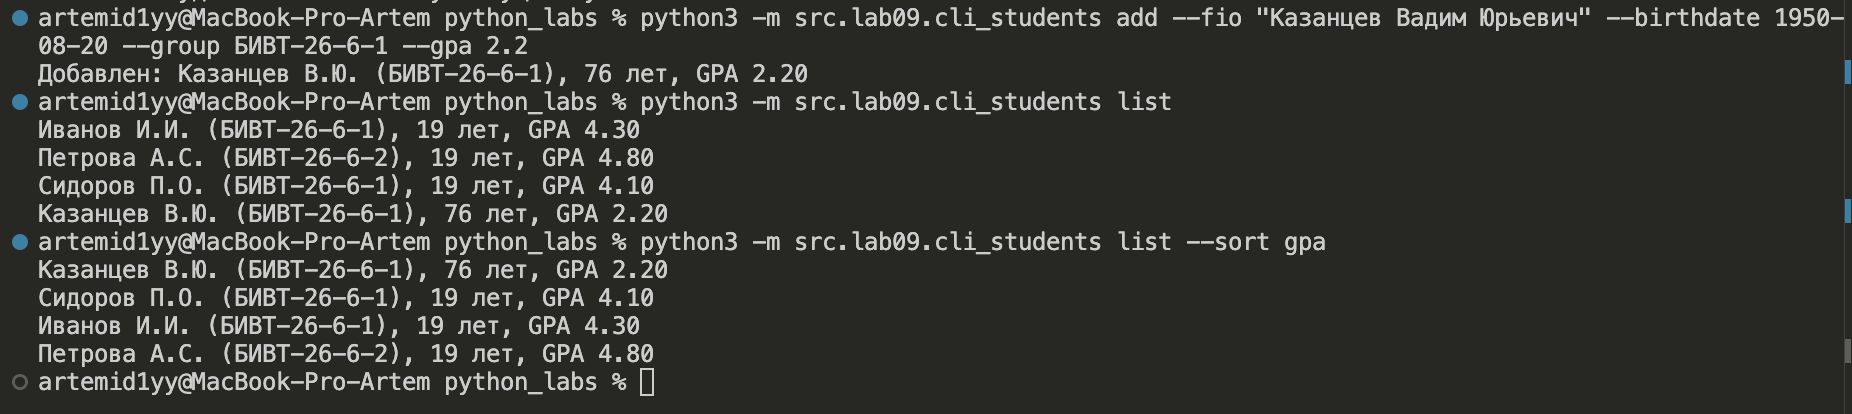 artemid1yy@MacBook-Pro-Artem python_labs % python3 -m src.lab09.cli_students add --fio "Казанцев Вадим Юрьевич" --birthdate 1950-
08-20 --group БИВТ-26-6-1 --gpa 2.2
Добавлен: Казанцев В.Ю. (БИВТ-26-6-1), 76 лет, GPA 2.20
artemid1yy@MacBook-Pro-Artem python_labs % python3 -m src.lab09.cli_students list
Иванов И.И. (БИВТ-26-6-1), 19 лет, GPA 4.30
Петрова А.С. (БИВТ-26-6-2), 19 лет, GPA 4.80
Сидоров П.О. (БИВТ-26-6-1), 19 лет, GPA 4.10
Казанцев В.Ю. (БИВТ-26-6-1), 76 лет, GPA 2.20
artemid1yy@MacBook-Pro-Artem python_labs % python3 -m src.lab09.cli_students list --sort gpa
Казанцев В.Ю. (БИВТ-26-6-1), 76 лет, GPA 2.20
Сидоров П.О. (БИВТ-26-6-1), 19 лет, GPA 4.10
Иванов И.И. (БИВТ-26-6-1), 19 лет, GPA 4.30
Петрова А.С. (БИВТ-26-6-2), 19 лет, GPA 4.80
artemid1yy@MacBook-Pro-Artem python_labs %